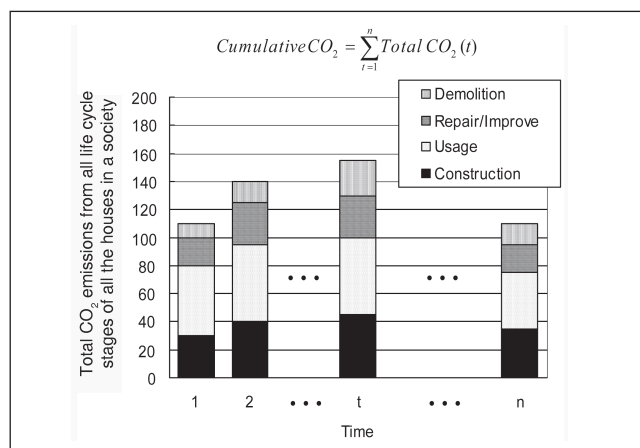 CumulativeCO₂ = ∑ Total CO₂ (t)
n
t=1
Demolition
Repair/Improve
Usage
Construction
Total CO₂ emissions from all life cycle
stages of all the houses in a society
200
180
160
140
120
100
80
60
40
20
0
• • •
• • •
1 2 • • • t • • • n
Time